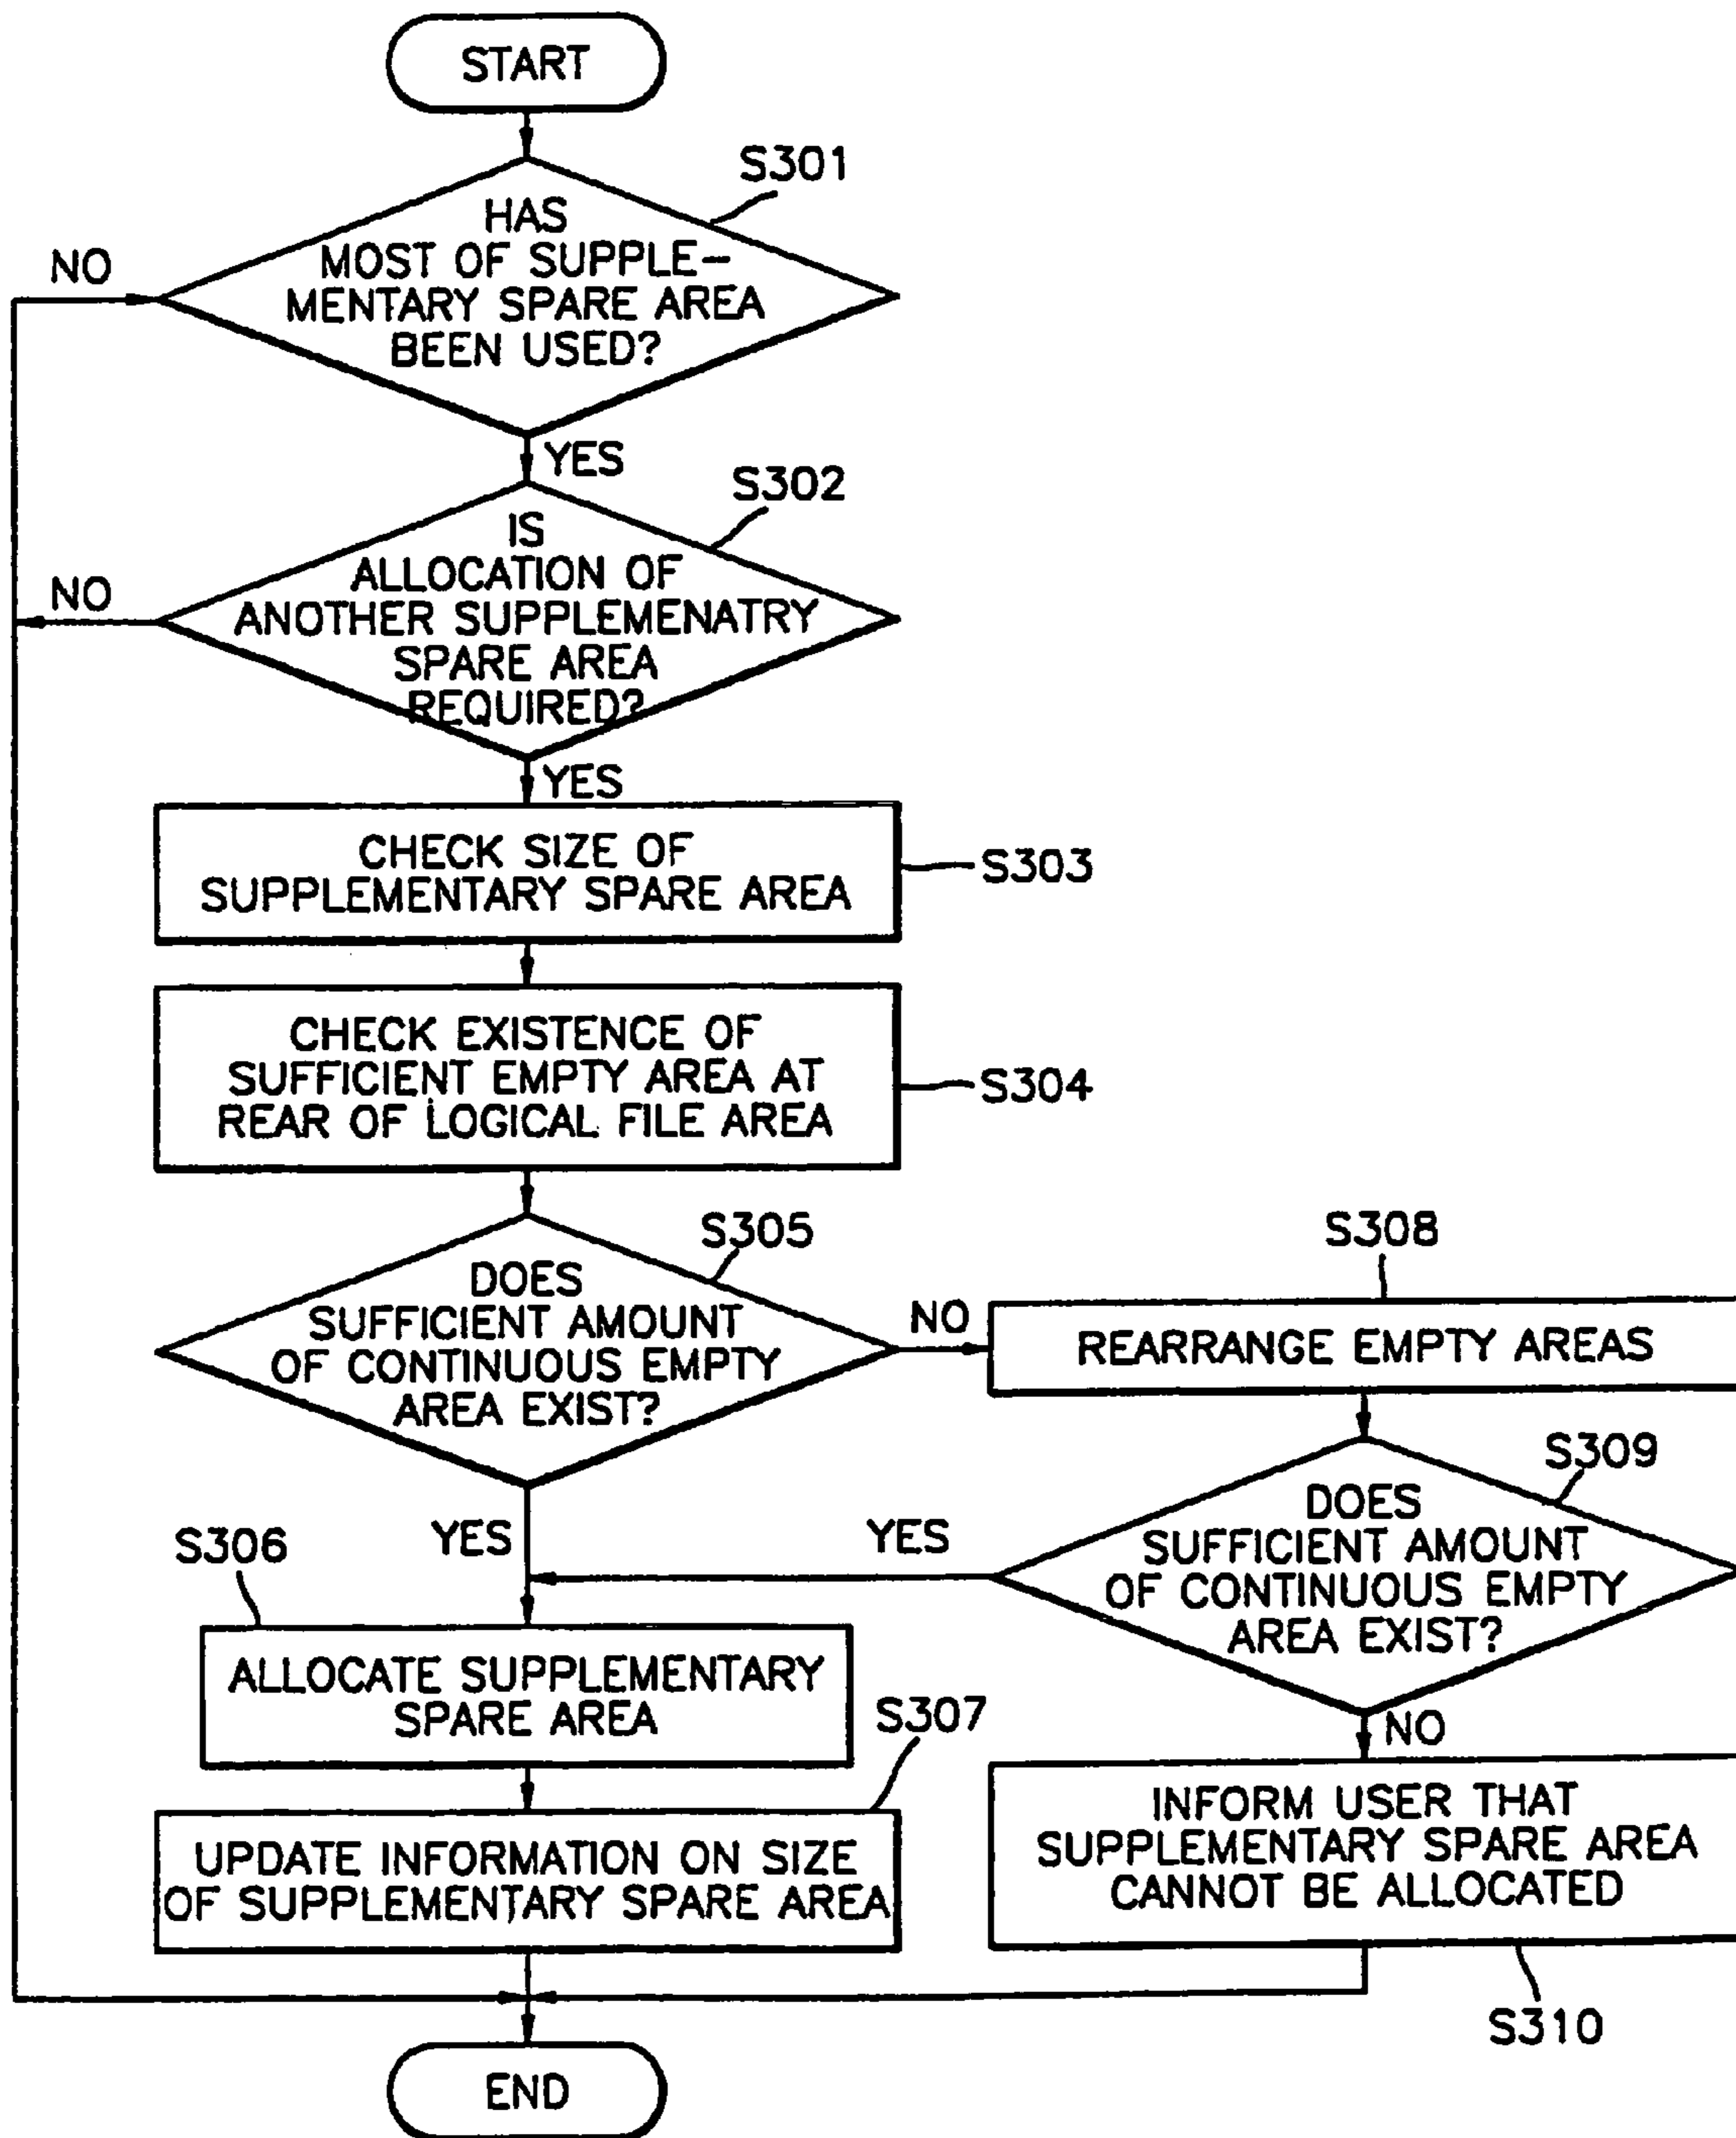 START
S301
HAS
MOST OF SUPPLE-
MENTARY SPARE AREA
BEEN USED?
NO
YES
S302
IS
ALLOCATION OF
ANOTHER SUPPLEMENATRY
SPARE AREA
REQUIRED?
NO
YES
CHECK SIZE OF
SUPPLEMENTARY SPARE AREA
S303
CHECK EXISTENCE OF
SUFFICIENT EMPTY AREA AT
REAR OF LOGICAL FILE AREA
S304
S305
DOES
SUFFICIENT AMOUNT
OF CONTINUOUS EMPTY
AREA EXIST?
NO
S308
REARRANGE EMPTY AREAS
S309
DOES
SUFFICIENT AMOUNT
OF CONTINUOUS EMPTY
AREA EXIST?
YES
YES
S306
ALLOCATE SUPPLEMENTARY
SPARE AREA
S307
UPDATE INFORMATION ON SIZE
OF SUPPLEMENTARY SPARE AREA
NO
INFORM USER THAT
SUPPLEMENTARY SPARE AREA
CANNOT BE ALLOCATED
S310
END